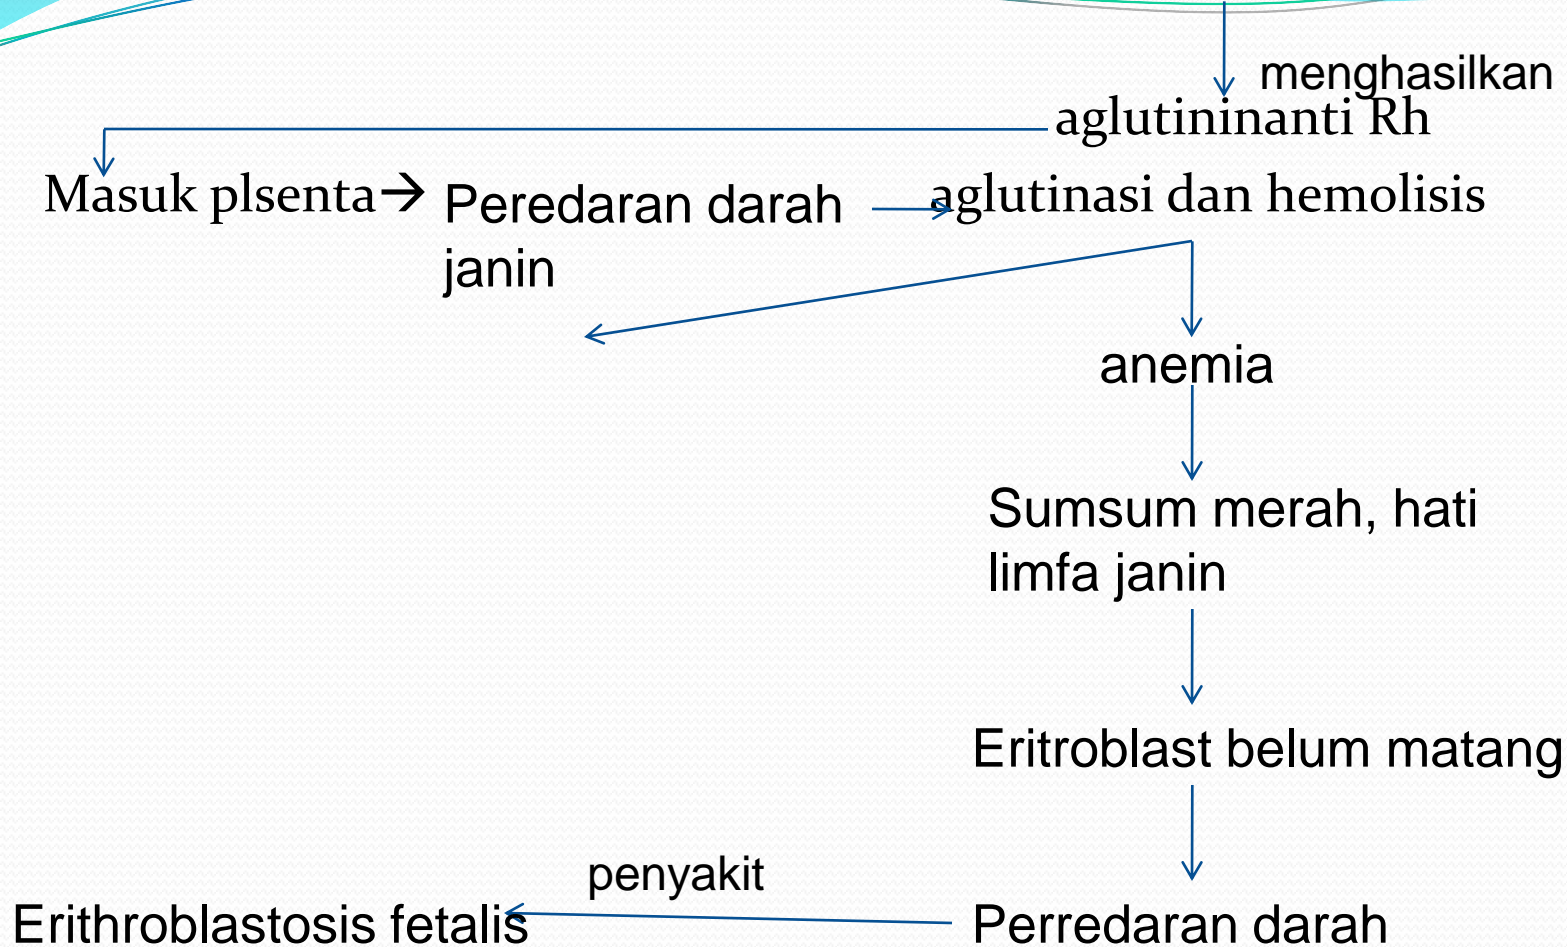 menghasilkan
aglutininanti Rh
Masuk plsenta→ Peredaran darah janin
aglutinasi dan hemolisis
anemia
Sumsum merah, hati
limfa janin
Eritroblast belum matang
penyakit
Erithroblastosis fetalis
Perredaran darah